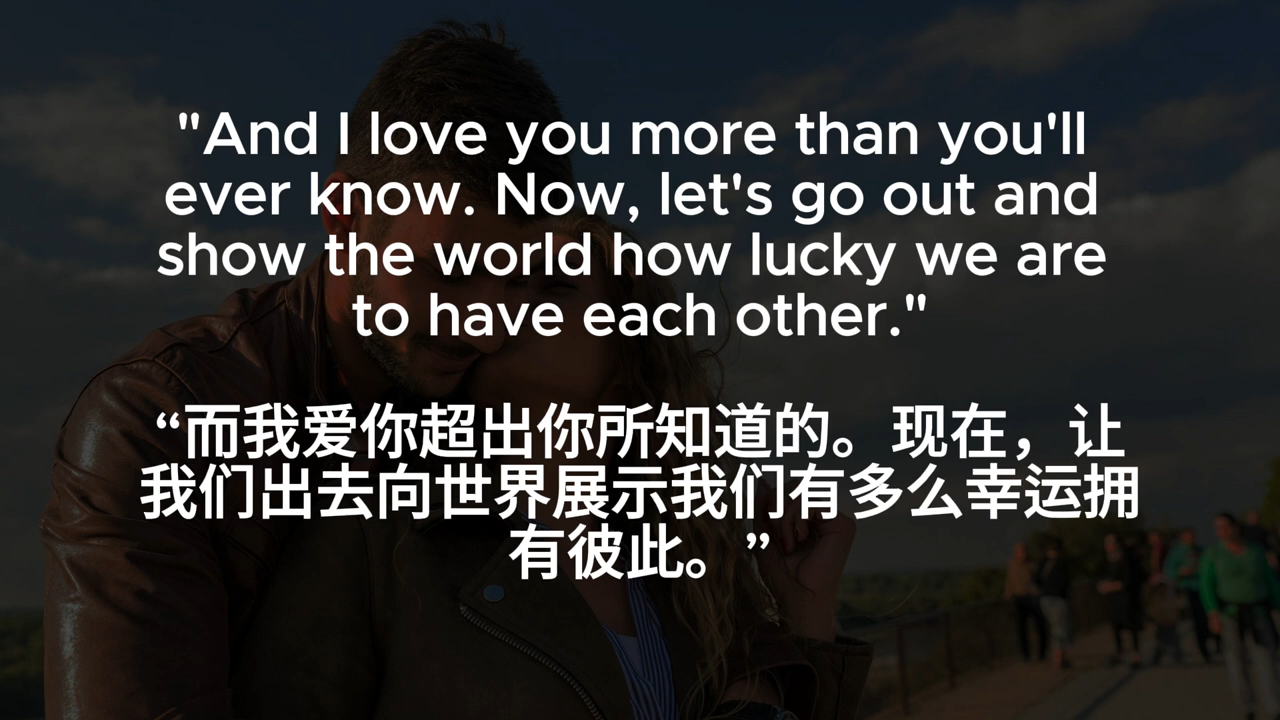 "And I love you more than you'll
ever know. Now, let's go out and
show the world how lucky we are
to have each other."
“而我爱你超出你所知道的。现在，让
我们出去向世界展示我们有多么幸运拥
有彼此。”